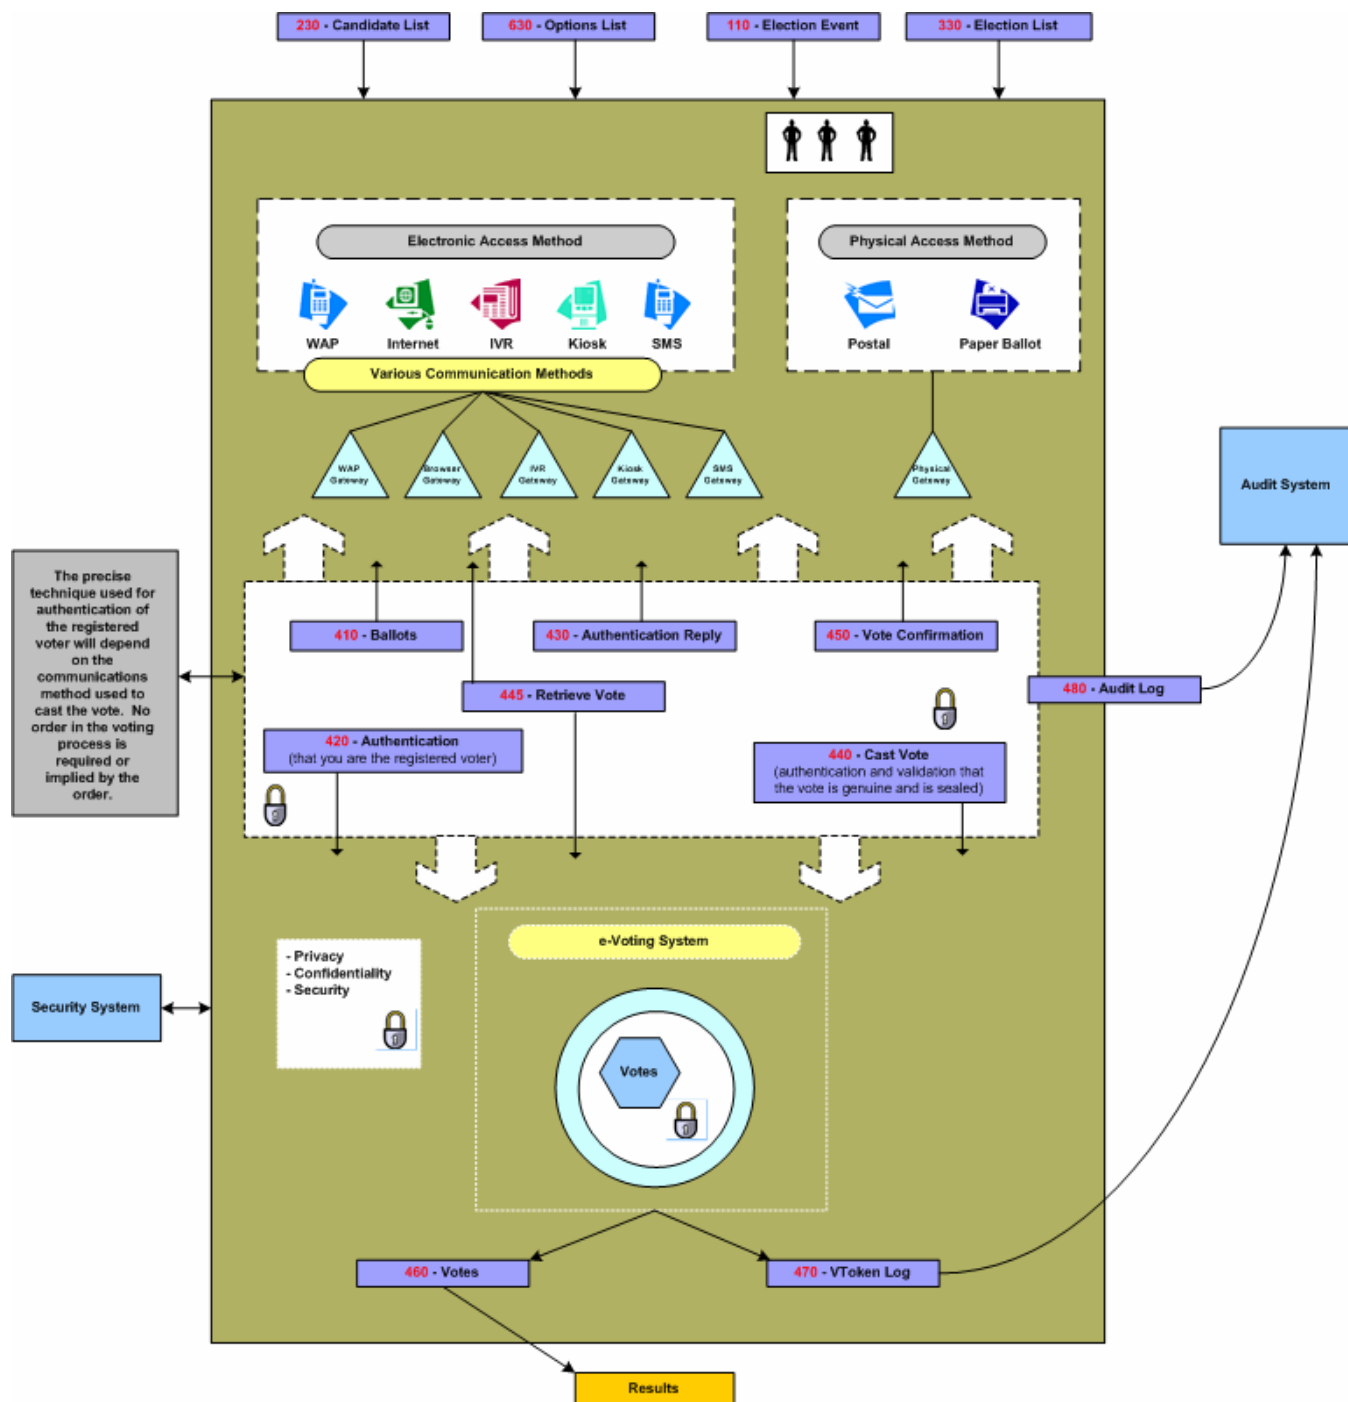 230 - Candidate List
630 - Options List
110 - Election Event
330 - Election List
Electronic Access Method
Physical Access Method
WAP
Internet
IVR
Kiosk
SMS
Postal
Paper Ballot
Various Communication Methods
WAP
Gateway
Browser
Gateway
IVR
Gateway
Kiosk
Gateway
SMS
Gateway
Physical
Gateway
Audit System
The precise
technique used for
authentication of
the registered
voter will depend
on the
communications
method used to
cast the vote. No
order in the voting
process is
required or
implied by the
order.
410 - Ballots
430 - Authentication Reply
450 - Vote Confirmation
445 - Retrieve Vote
480 - Audit Log
420 - Authentication
(that you are the registered voter)
440 - Cast Vote
(authentication and validation that
the vote is genuine and is sealed)
e-Voting System
- Privacy
- Confidentiality
- Security
Security System
Votes
460 - Votes
470 - VToken Log
Results